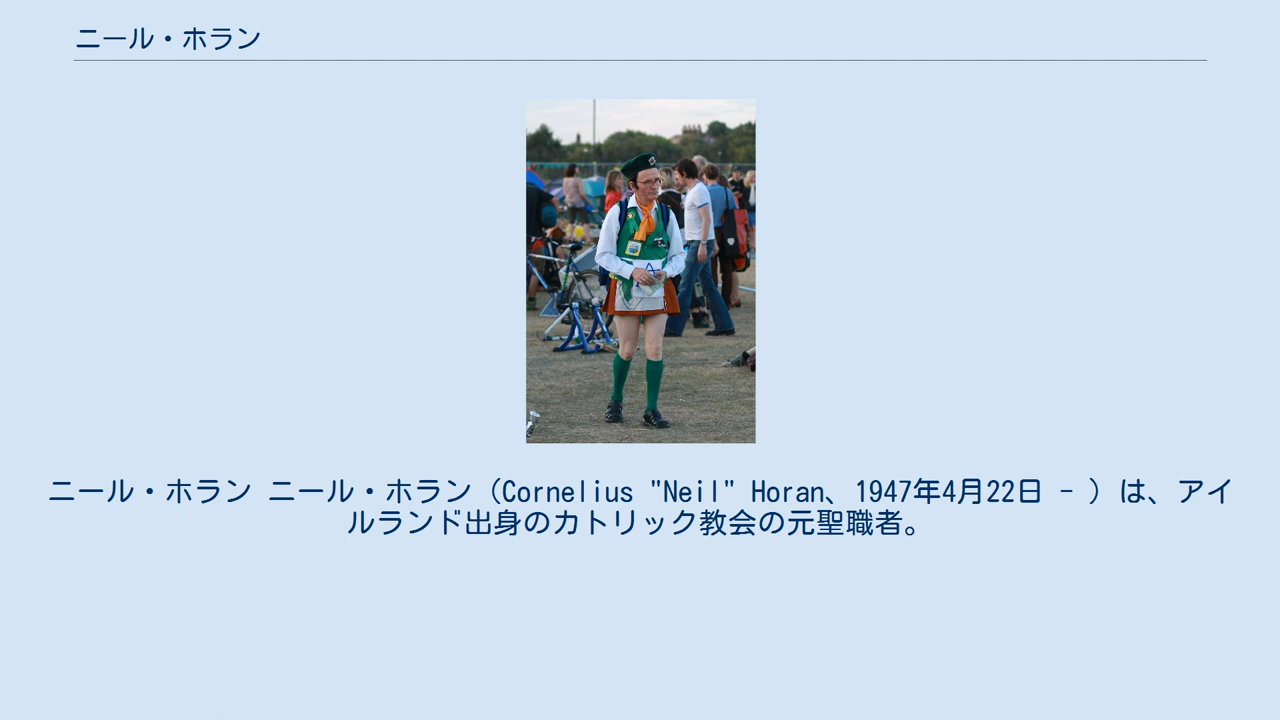 ニール・ホラン
ニール・ホラン ニール・ホラン（Cornelius "Neil" Horan、1947年4月22日 - ）は、アイ
ルランド出身のカトリック教会の元聖職者。